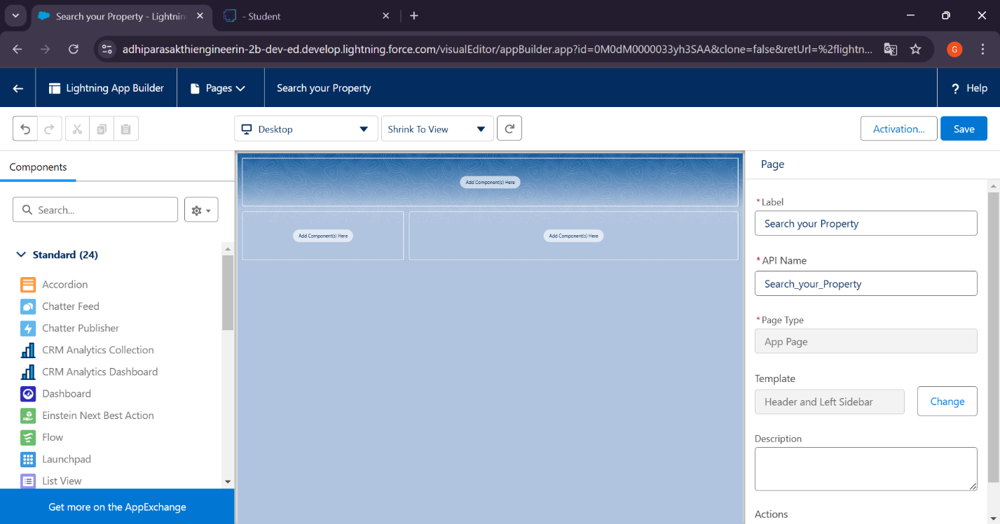 Search your Property - Lightnin
- Student
adhiparasakthiengineerin-2b-dev-ed.develop.lightning.force.com/visualEditor/appBuilder.app?id=0M0dM0000033yh3SAA&clone=false&retUrl=%2flightn...
G
Lightning App Builder
Pages
Search your Property
? Help
Desktop
Shrink To View
Activation...
Save
Components
Search...
Standard (24)
Accordion
Chatter Feed
Chatter Publisher
CRM Analytics Collection
CRM Analytics Dashboard
Dashboard
Einstein Next Best Action
Flow
Launchpad
List View
Get more on the AppExchange
Add Component(s) Here
Add Component(s) Here
Add Component(s) Here
Page
*Label
Search your Property
*API Name
Search_your_Property
*Page Type
App Page
Template
Header and Left Sidebar
Change
Description
Actions